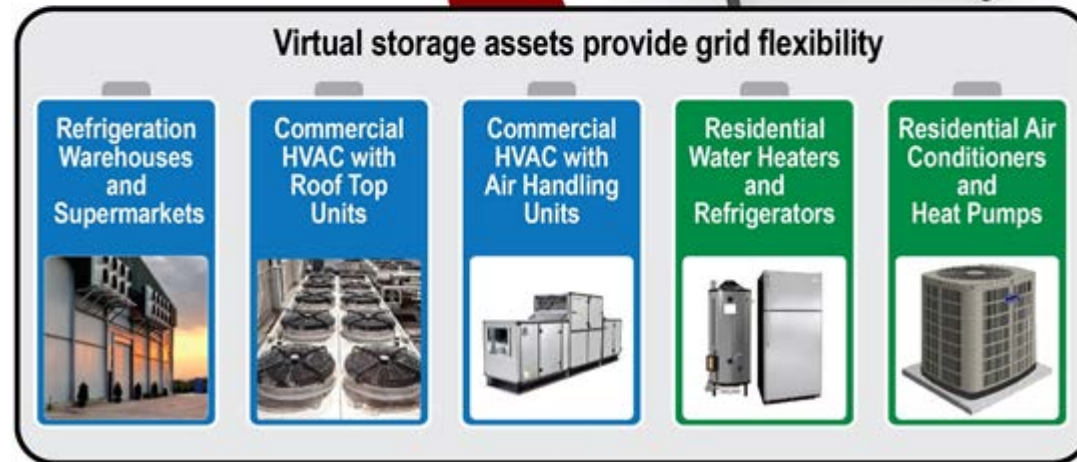 Virtual storage assets provide grid flexibility
Refrigeration
Warehouses
and
Supermarkets
Commercial
HVAC with
Roof Top
Units
Commercial
HVAC with
Air Handling
Units
Residential
Water Heaters
and
Refrigerators
Residential Air
Conditioners
and
Heat Pumps